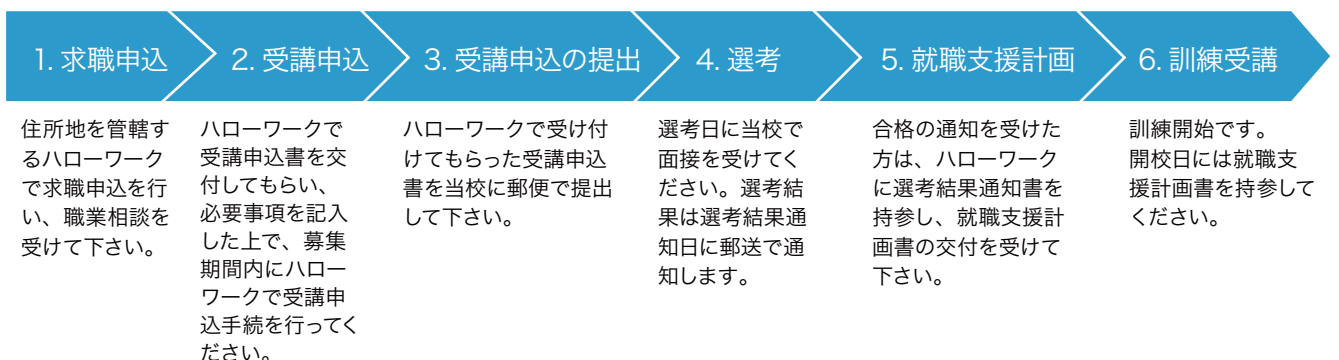 1. 求職申込
2. 受講申込
3. 受講申込の提出
4. 選考
5. 就職支援計画
6. 訓練受講
住所地を管轄す
るハローワーク
で求職申込を行
い、職業相談を
受けて下さい。
ハローワークで
受講申込書を交
付してもらい、
必要事項を記入
した上で、募集
期間内にハロー
ワークで受講申
込手続を行ってく
ださい。
ハローワークで受け付
けてもらった受講申込
書を当校に郵便で提出
して下さい。
選考日に当校で
面接を受けてく
ださい。選考結
果は選考結果通
知日に郵送で通
知します。
合格の通知を受けた
方は、ハローワーク
に選考結果通知書を
持参し、就職支援計
画書の交付を受けて
下さい。
訓練開始です。
開校日には就職支
援計画書を持参して
ください。